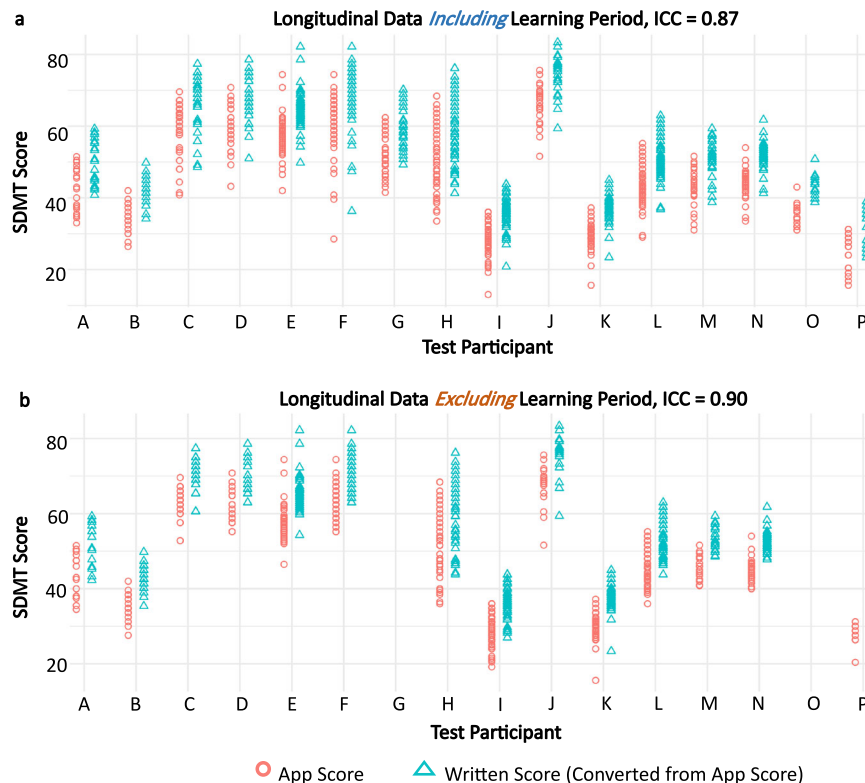 a
Longitudinal Data Including Learning Period, ICC = 0.87
80
60
40
20
SDMT Score
A B C D E F G H I J K L M N O P
Test Participant
b
Longitudinal Data Excluding Learning Period, ICC = 0.90
80
60
40
20
SDMT Score
A B C D E F G H I J K L M N O P
Test Participant
App Score
Written Score (Converted from App Score)